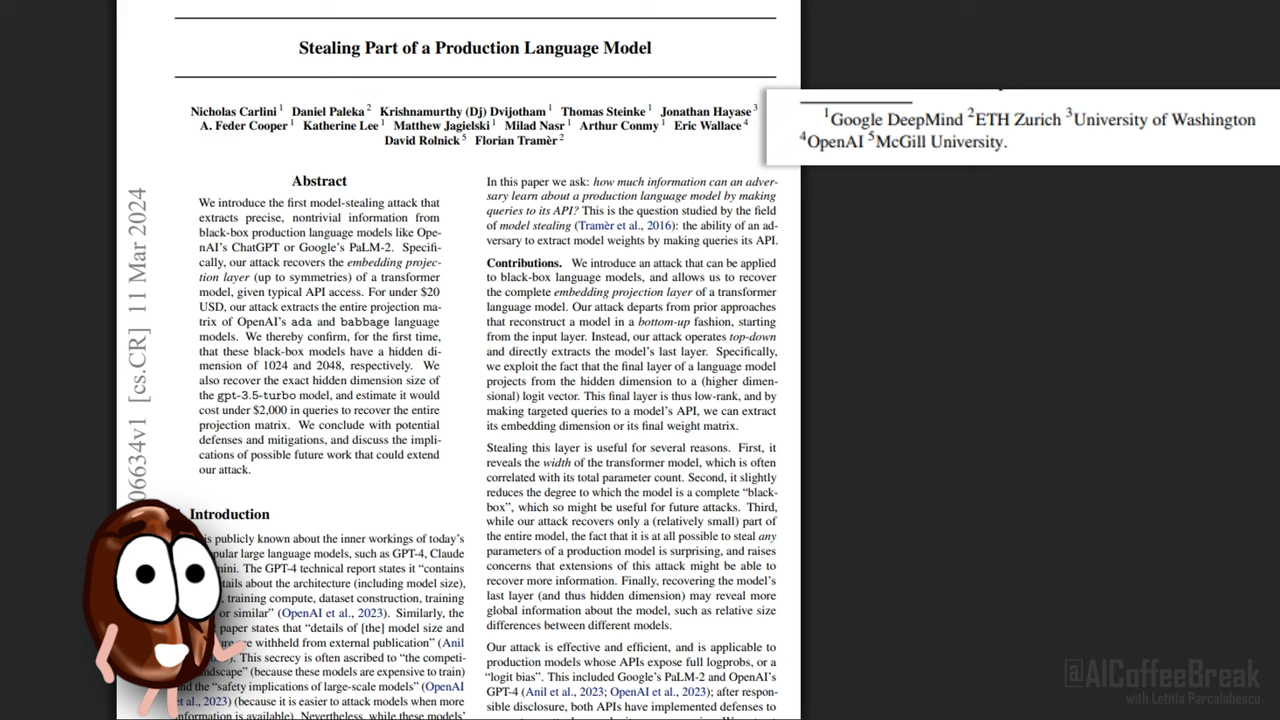 Stealing Part of a Production Language Model
Nicholas Carlini 1 Daniel Paleka 2 Krishnamurthy (Dj) Dvijotham 1 Thomas Steinke 1 Jonathan Hayase 3
A. Feder Cooper 1 Katherine Lee 1 Matthew Jagielski 1 Milad Nasr 1 Arthur Conmy 1 Eric Wallace 4
David Rolnick 5 Florian Tramèr 2
1Google DeepMind 2ETH Zurich 3University of Washington
4OpenAI 5McGill University.
06634v1 [cs.CR] 11 Mar 2024
Abstract
We introduce the first model-stealing attack that
extracts precise, nontrivial information from
black-box production language models like Ope-
nAI's ChatGPT or Google's PaLM-2. Specifi-
cally, our attack recovers the embedding projec-
tion layer (up to symmetries) of a transformer
model, given typical API access. For under $20
USD, our attack extracts the entire projection ma-
trix of OpenAI's ada and babbage language
models. We thereby confirm, for the first time,
that these black-box models have a hidden di-
mension of 1024 and 2048, respectively. We
also recover the exact hidden dimension size of
the gpt-3.5-turbo model, and estimate it would
cost under $2,000 in queries to recover the entire
projection matrix. We conclude with potential
defenses and mitigations, and discuss the impli-
cations of possible future work that could extend
our attack.
Introduction
is publicly known about the inner workings of today's
large language models, such as GPT-4, Claude
The GPT-4 technical report states it "contains
about the architecture (including model size),
training compute, dataset construction, training
or similar" (OpenAI et al., 2023). Similarly, the
paper states that "details of [the] model size and
are withheld from external publication" (Anil
This secrecy is often ascribed to "the competi-
(because these models are expensive to train)
the "safety implications of large-scale models" (OpenAI
et al., 2023) (because it is easier to attack models when more
information is available). Nevertheless, while these models'
In this paper we ask: how much information can an adver-
sary learn about a production language model by making
queries to its API? This is the question studied by the field
of model stealing (Tramèr et al., 2016): the ability of an ad-
versary to extract model weights by making queries its API.
Contributions. We introduce an attack that can be applied
to black-box language models, and allows us to recover
the complete embedding projection layer of a transformer
language model. Our attack departs from prior approaches
that reconstruct a model in a bottom-up fashion, starting
from the input layer. Instead, our attack operates top-down
and directly extracts the model's last layer. Specifically,
we exploit the fact that the final layer of a language model
projects from the hidden dimension to a (higher dimen-
sional) logit vector. This final layer is thus low-rank, and by
making targeted queries to a model's API, we can extract
its embedding dimension or its final weight matrix.
Stealing this layer is useful for several reasons. First, it
reveals the width of the transformer model, which is often
correlated with its total parameter count. Second, it slightly
reduces the degree to which the model is a complete "black-
box", which so might be useful for future attacks. Third,
while our attack recovers only a (relatively small) part of
the entire model, the fact that it is at all possible to steal any
parameters of a production model is surprising, and raises
concerns that extensions of this attack might be able to
recover more information. Finally, recovering the model's
last layer (and thus hidden dimension) may reveal more
global information about the model, such as relative size
differences between different models.
Our attack is effective and efficient, and is applicable to
production models whose APIs expose full logprobs, or a
"logit bias". This included Google's PaLM-2 and OpenAI's
GPT-4 (Anil et al., 2023; OpenAI et al., 2023); after respon-
sible disclosure, both APIs have implemented defenses to
@AICoffeeBreak
with Letitia Parcalabescu